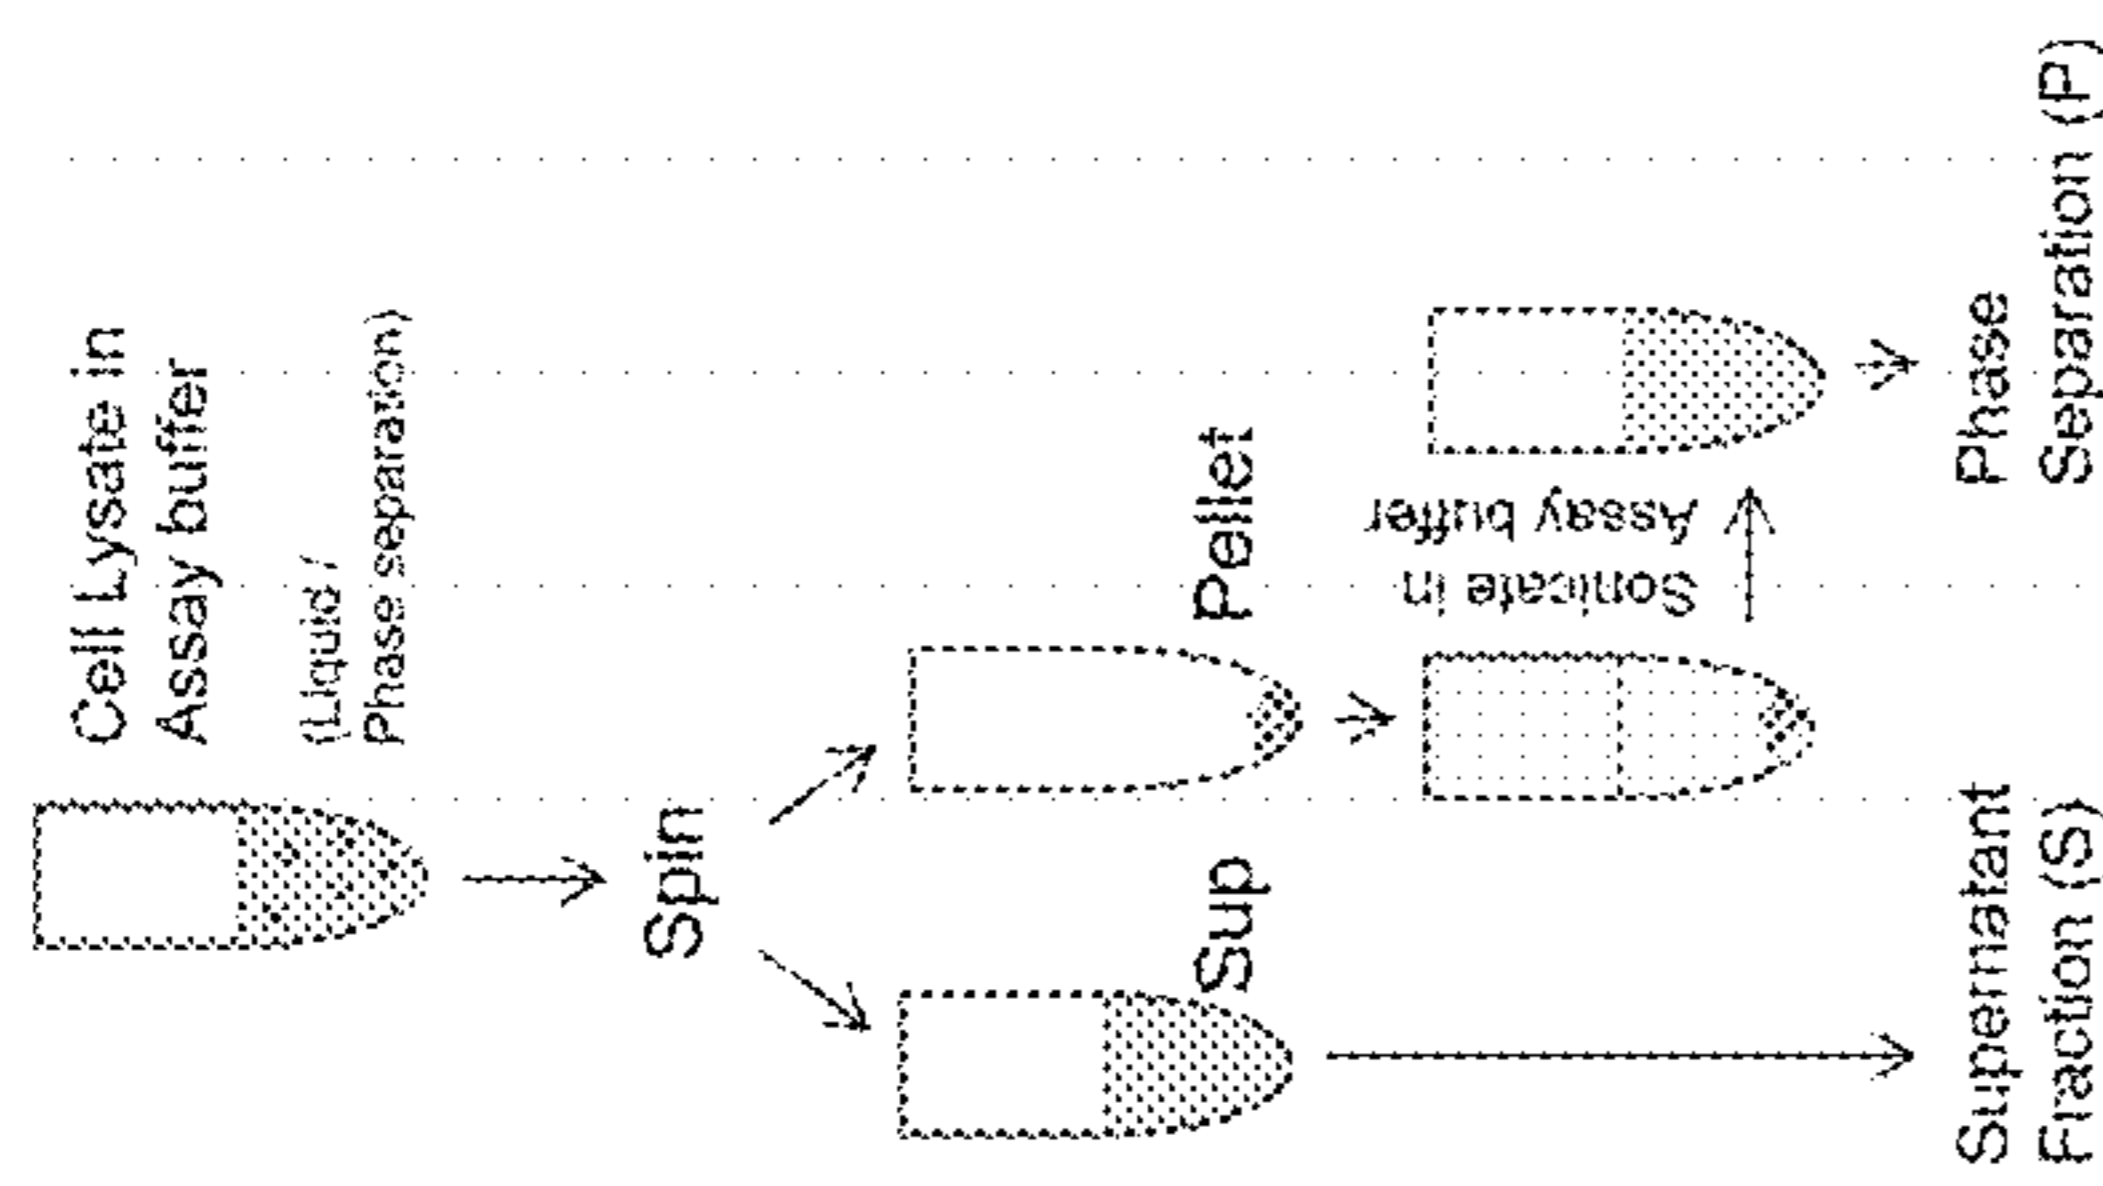 Cell Lysate in
Assay buffer
(Liquid /
Phase separation)
Spin
Sup
Pellet
Sonicate in
Assay buffer
Supernatant
Fraction (S)
Phase
Separation (P)